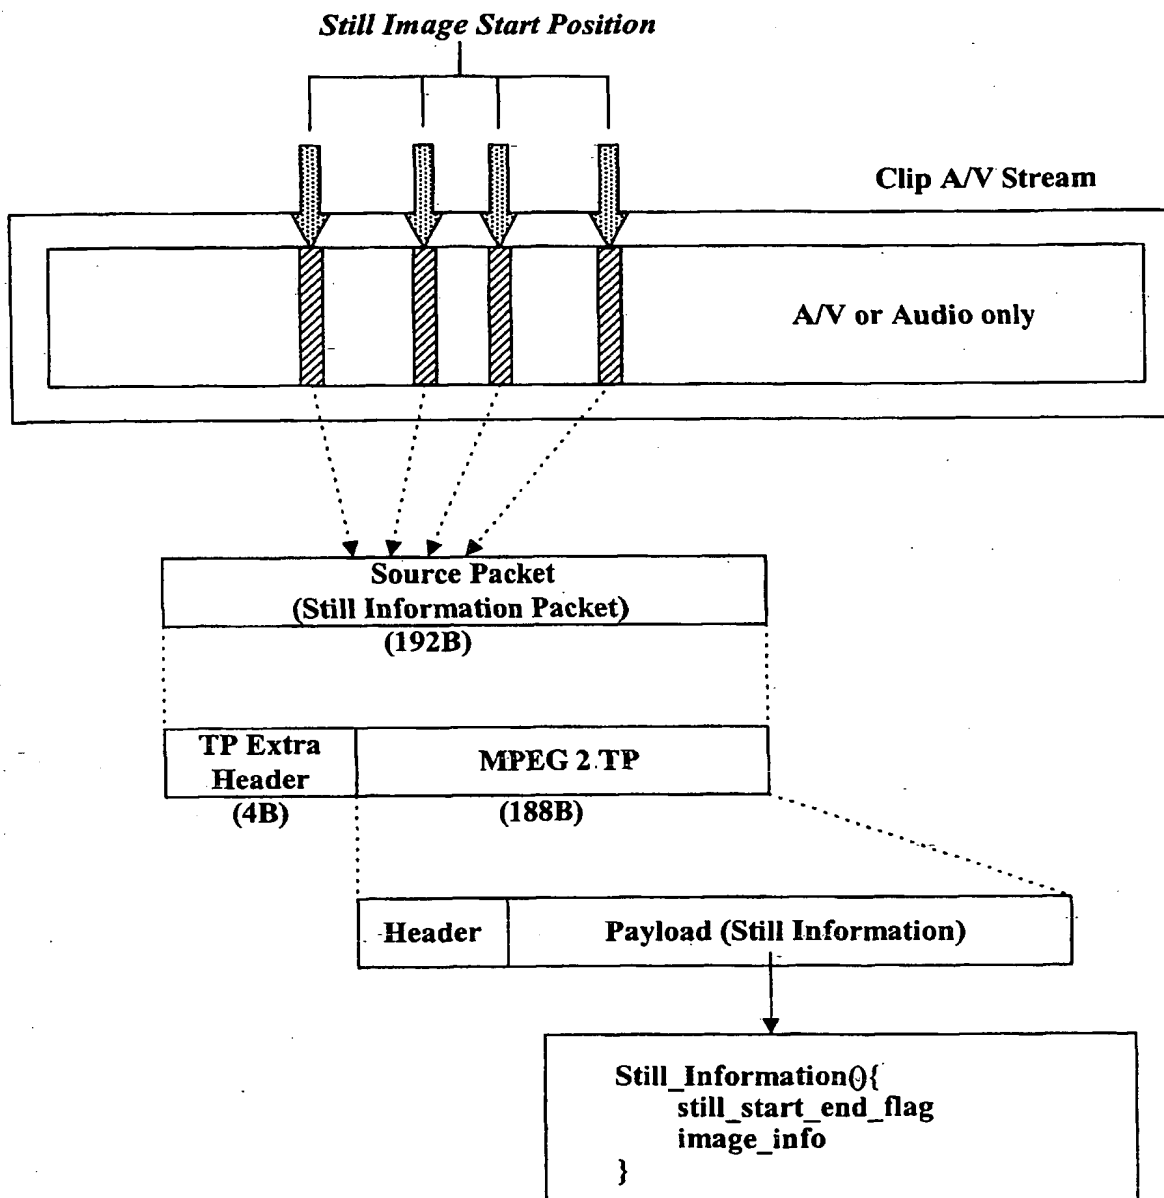 Still Image Start Position
Clip A/V Stream
A/V or Audio only
Source Packet
(Still Information Packet)
(192B)
TP Extra
Header
MPEG 2 TP
(4B)
(188B)
Header
Payload (Still Information)
Still_Information(){
still_start_end_flag
image_info
}